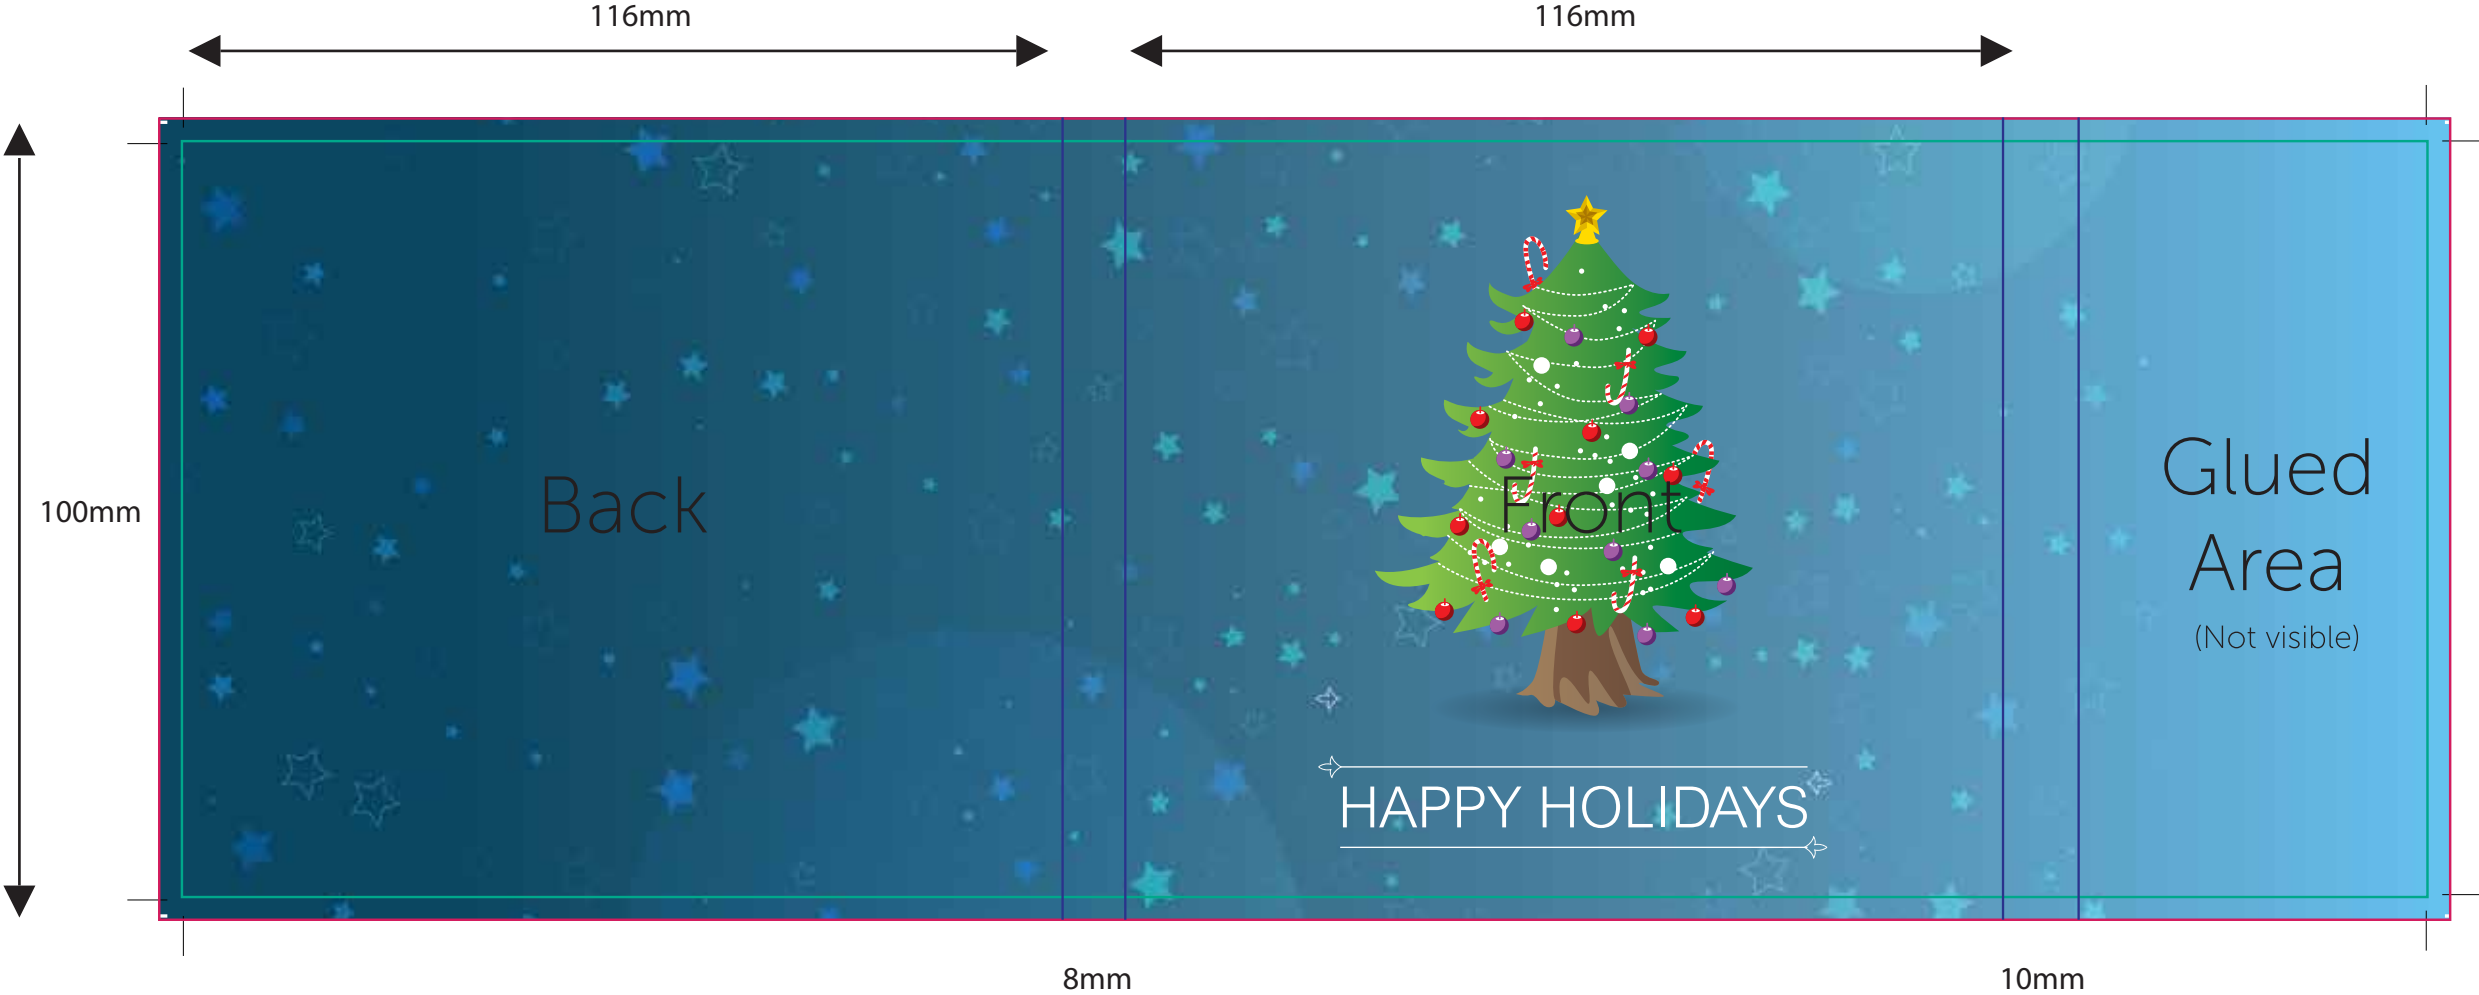 116mm
116mm
100mm
Back
Front
Glued
Area
(Not visible)
HAPPY HOLIDAYS
8mm
10mm